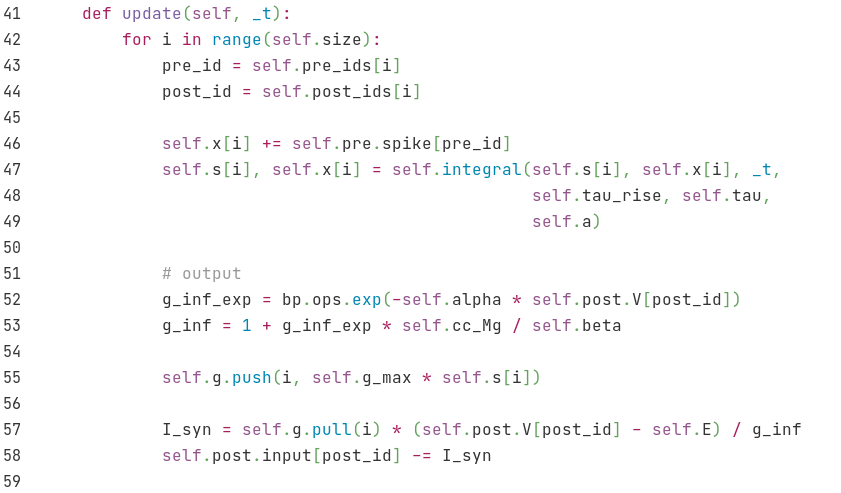 41 def update(self, _t):
42 for i in range(self.size):
43 pre_id = self.pre_ids[i]
44 post_id = self.post_ids[i]
45
46 self.x[i] += self.pre.spike[pre_id]
47 self.s[i], self.x[i] = self.integral(self.s[i], self.x[i], _t,
48 self.tau_rise, self.tau,
49 self.a)
50
51 # output
52 g_inf_exp = bp.ops.exp(-self.alpha * self.post.V[post_id])
53 g_inf = 1 + g_inf_exp * self.cc_Mg / self.beta
54
55 self.g.push(i, self.g_max * self.s[i])
56
57 I_syn = self.g.pull(i) * (self.post.V[post_id] - self.E) / g_inf
58 self.post.input[post_id] -= I_syn
59